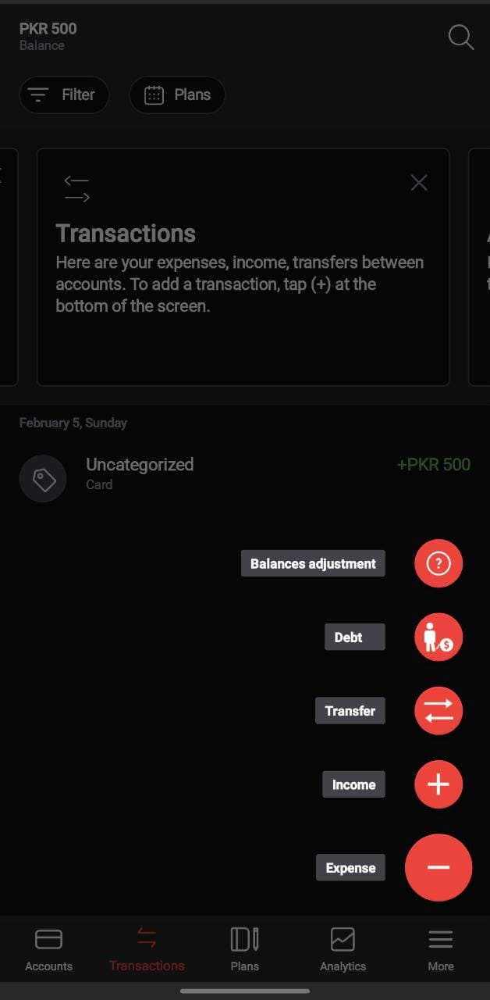 PKR 500
Balance
Filter
Plans
Transactions
Here are your expenses, income, transfers between
accounts. To add a transaction, tap (+) at the
bottom of the screen.
February 5, Sunday
Uncategorized
+PKR 500
Card
Balances adjustment
?
Debt
$
Transfer
Income
Expense
Accounts
Transactions
Plans
Analytics
More